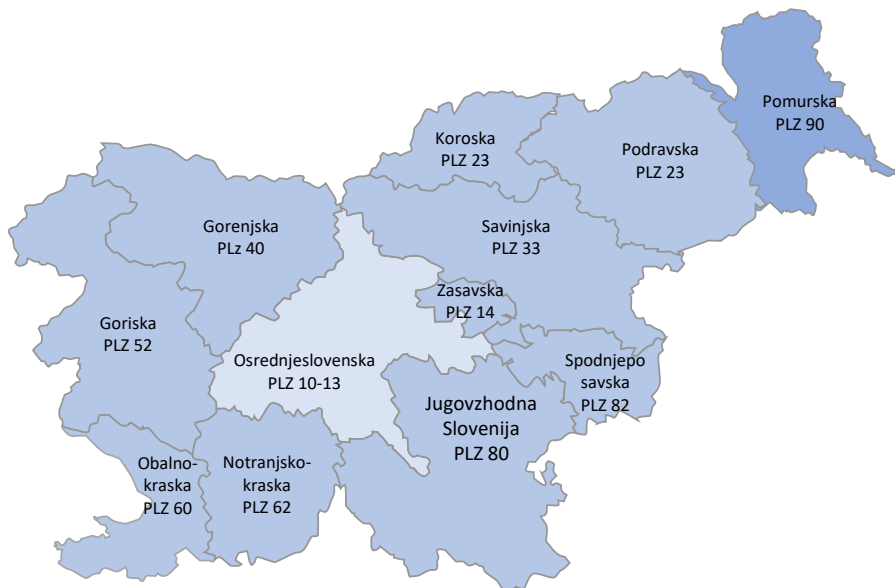 Pomurska
PLZ 90
Koroska
PLZ 23
Podravska
PLZ 23
Gorenjska
PLz 40
Savinjska
PLZ 33
Zasavska
PLZ 14
Goriska
PLZ 52
Osrednjeslovenska
PLZ 10-13
Spodnjepo
savska
PLZ 82
Jugovzhodna
Slovenija
PLZ 80
Obalno-
kraska
PLZ 60
Notranjsko-
kraska
PLZ 62